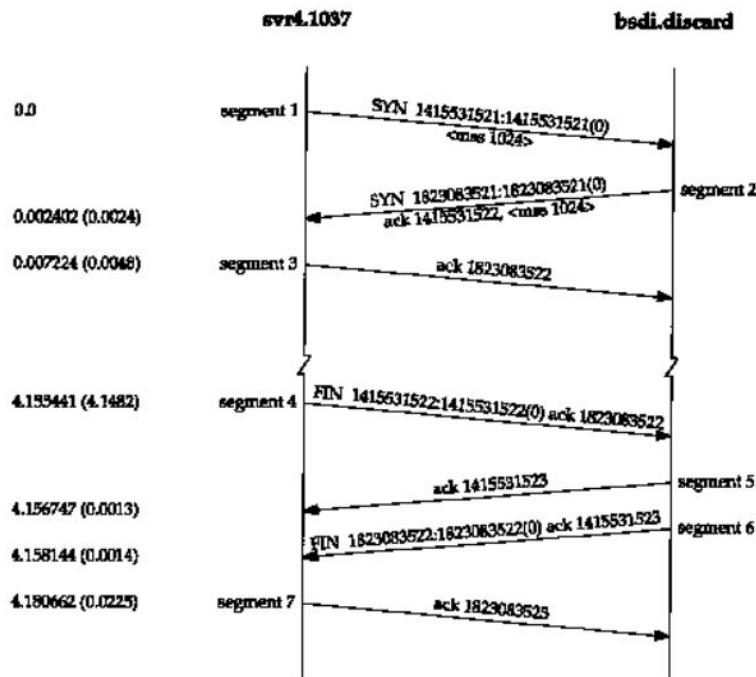 svr4.1037 bsdi.discard
0.0 segment 1 SYN 1415531521:1415531521(0)
<mss 1024>
SYN 1823083521:1823083521(0) segment 2
0.002402 (0.0024) ack 1415531522, <mss 1024>
0.007224 (0.0048) segment 3 ack 1823083522
4.155441 (4.1482) segment 4 FIN 1415531522:1415531522(0) ack 1823083522
ack 1415531523 segment 5
4.156747 (0.0013)
FIN 1823083522:1823083522(0) ack 1415531523 segment 6
4.158144 (0.0014)
4.180662 (0.0225) segment 7 ack 1823083523